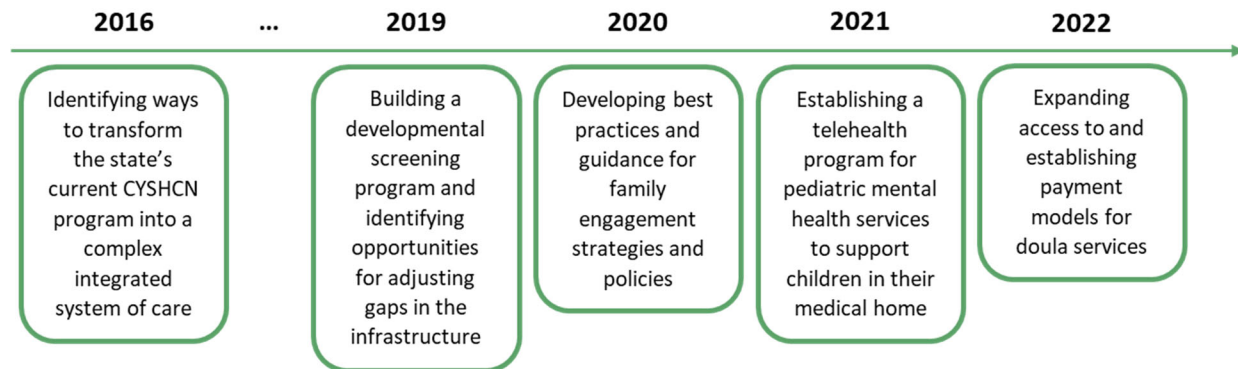 2016 ... 2019 2020 2021 2022
Identifying ways
to transform
the state's
current CYSHCN
program into a
complex
integrated
system of care
Building a
developmental
screening
program and
identifying
opportunities
for adjusting
gaps in the
infrastructure
Developing best
practices and
guidance for
family
engagement
strategies and
policies
Establishing a
telehealth
program for
pediatric mental
health services
to support
children in their
medical home
Expanding
access to and
establishing
payment
models for
doula services